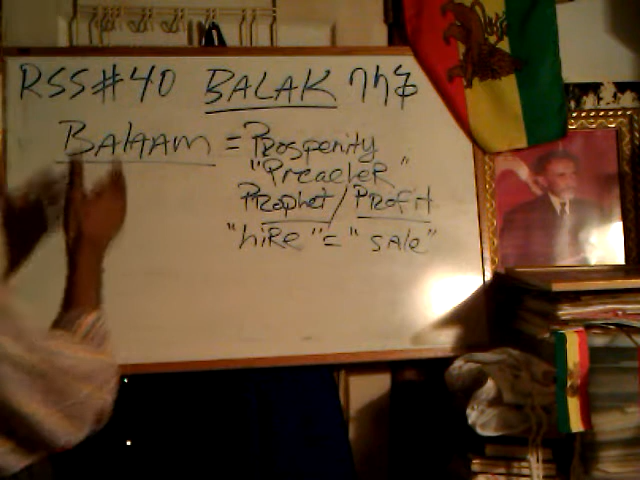 RSS#40 BALAK ባላቅ
BALAAM = Prosperity
"Preacher"
Prophet / Profit
"hire" = "sale"